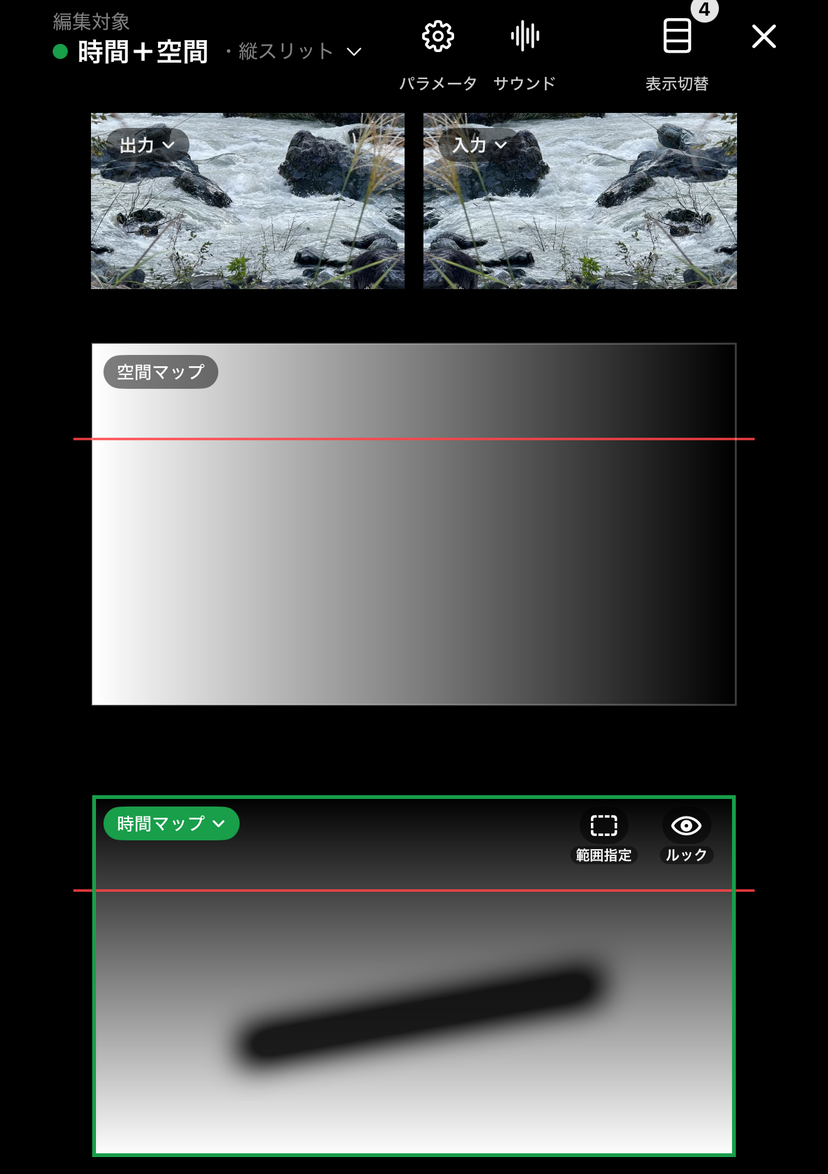 編集対象
時間＋空間 ・縦スリット
4
パラメータ サウンド 表示切替
出力 入力
空間マップ
時間マップ
範囲指定 ルック